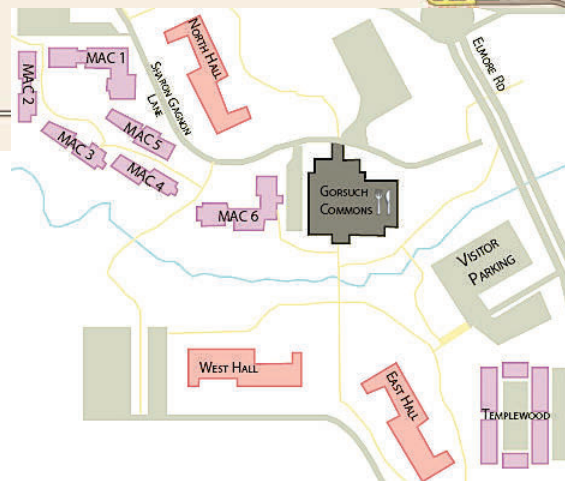 MAC 1
MAC 2
MAC 5
MAC 3
MAC 4
MAC 6
NORTH HALL
SHARON GAGNON
LANE
ELMORE RD
GORSUCH
COMMONS
VISITOR
PARKING
WEST HALL
EAST HALL
TEMPLEWOOD